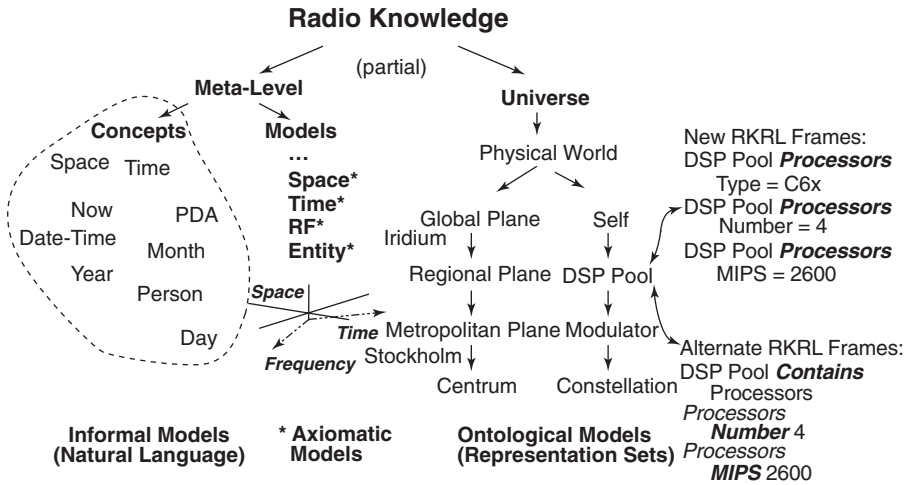 Radio Knowledge
(partial)
Meta-Level
Universe
Concepts
Space
Time
Now
PDA
Date-Time
Month
Year
Person
Day
Models
...
Space*
Time*
RF*
Entity*
Space
Time
Frequency
Physical World
Global Plane
Iridium
Regional Plane
Metropolitan Plane
Stockholm
Centrum
Self
DSP Pool
Modulator
Constellation
New RKRL Frames:
DSP Pool Processors
Type = C6x
DSP Pool Processors
Number = 4
DSP Pool Processors
MIPS = 2600
Alternate RKRL Frames:
DSP Pool Contains
Processors
Processors
Number 4
Processors
MIPS 2600
Informal Models
(Natural Language)
* Axiomatic
Models
Ontological Models
(Representation Sets)